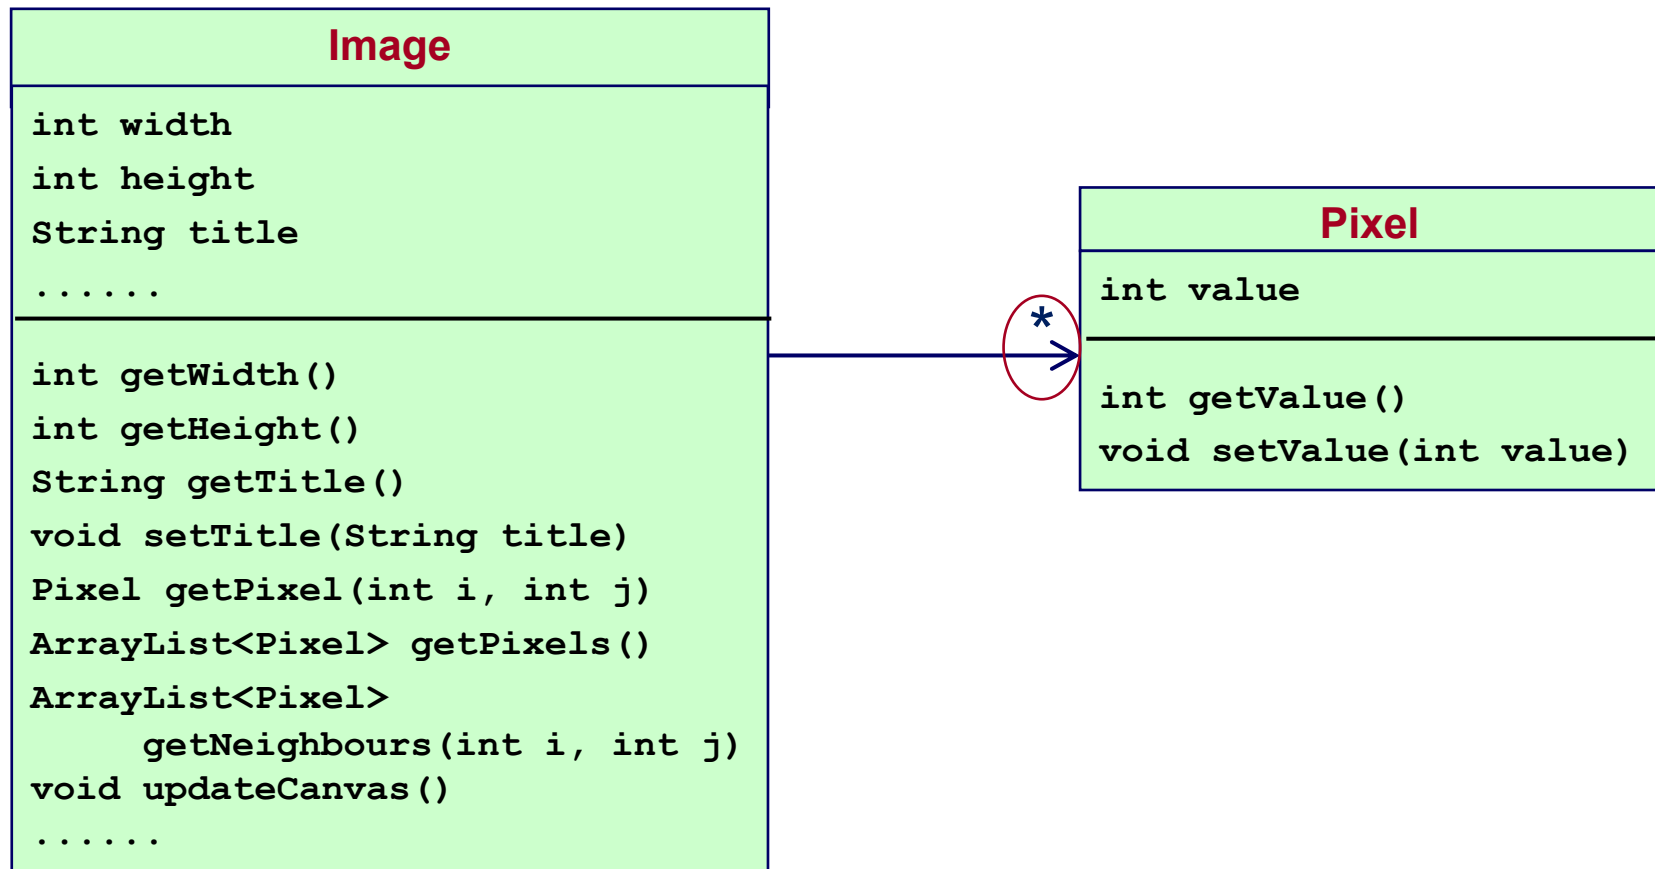 Image
int width
int height
String title
......
int getWidth()
int getHeight()
String getTitle()
void setTitle(String title)
Pixel getPixel(int i, int j)
ArrayList<Pixel> getPixels()
ArrayList<Pixel>
getNeighbours(int i, int j)
void updateCanvas()
......
*
Pixel
int value
int getValue()
void setValue(int value)